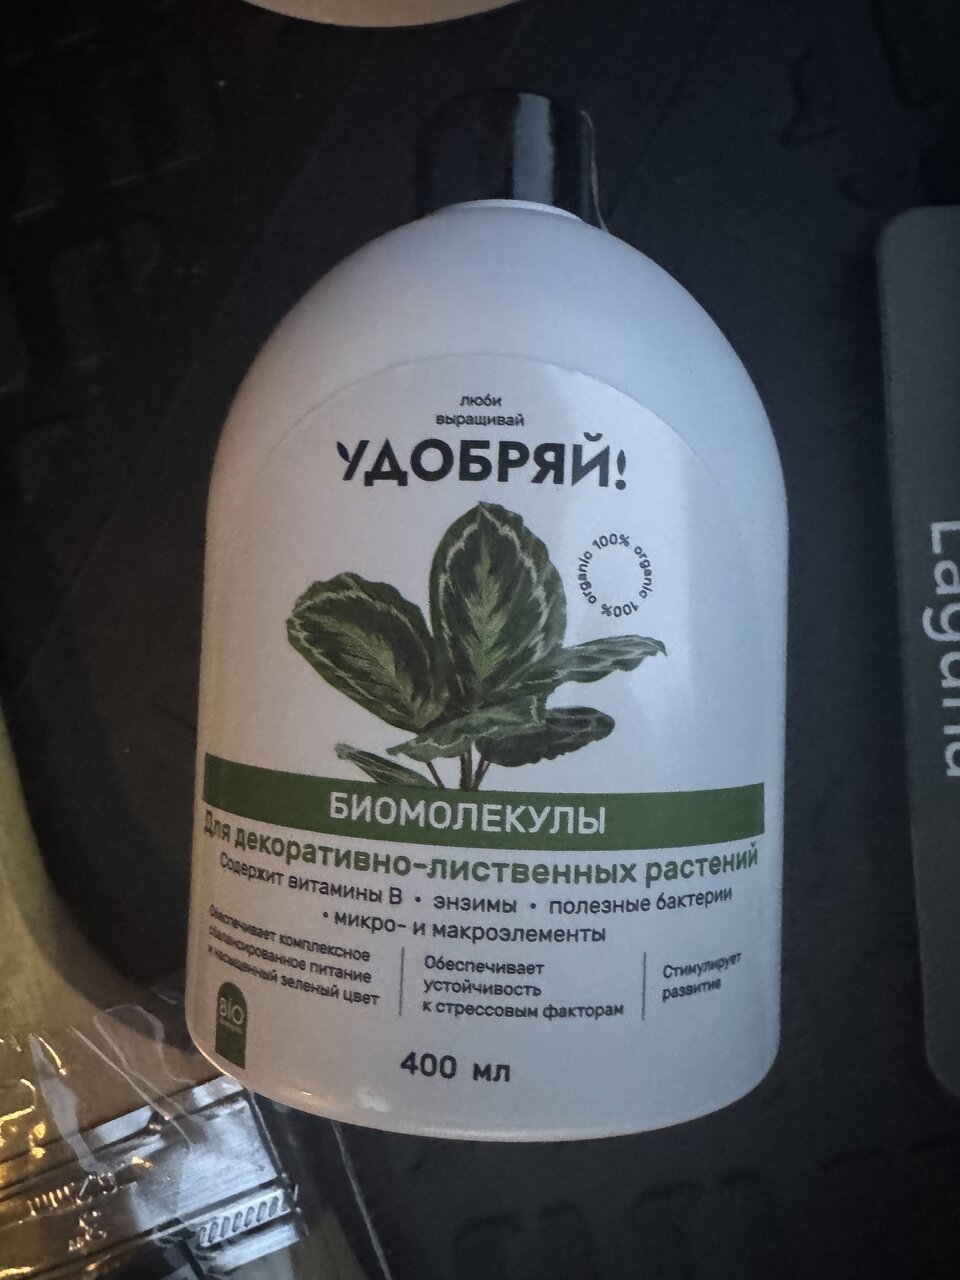 люби
выращивай
УДОБРЯЙ!
100% organic 100% organic
БИОМОЛЕКУЛЫ
Для декоративно-лиственных растений
Содержит витамины В • энзимы • полезные бактерии
• микро- и макроэлементы
Обеспечивает комплексное
сбалансированное питание
и насыщенный зеленый цвет
Обеспечивает
устойчивость
к стрессовым факторам
Стимулирует
развитие
BIO
400 мл
Laguna